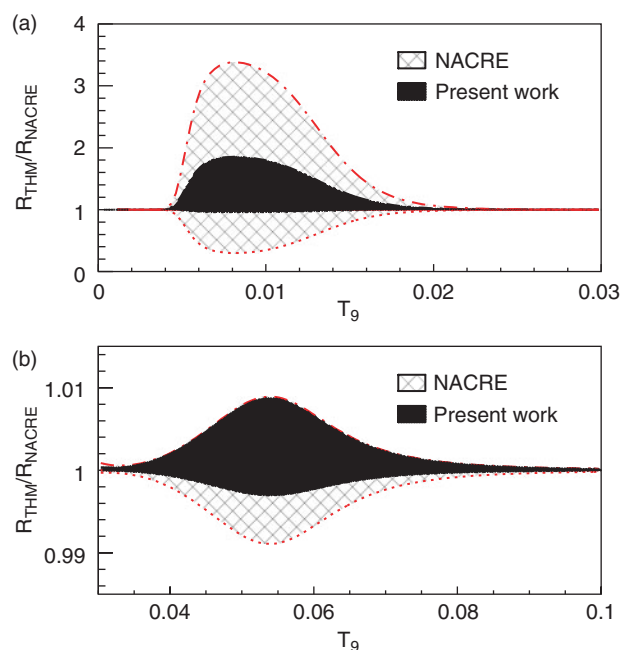 (a)
4
3
2
1
0
R_THM/R_NACRE
NACRE
Present work
0
0.01
0.02
0.03
T_9
(b)
1.01
1
0.99
R_THM/R_NACRE
NACRE
Present work
0.04
0.06
0.08
0.1
T_9